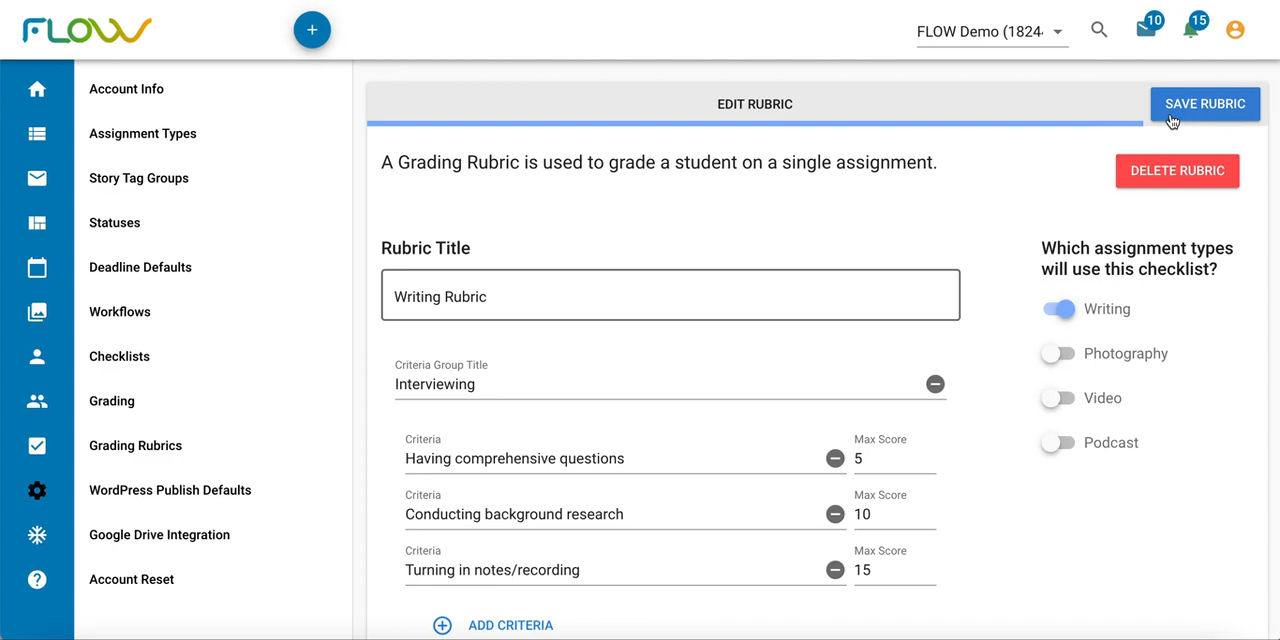 FLOW
+
FLOW Demo (1824
10
15
Account Info
Assignment Types
Story Tag Groups
Statuses
Deadline Defaults
Workflows
Checklists
Grading
Grading Rubrics
WordPress Publish Defaults
Google Drive Integration
Account Reset
EDIT RUBRIC
SAVE RUBRIC
A Grading Rubric is used to grade a student on a single assignment.
DELETE RUBRIC
Rubric Title
Writing Rubric
Criteria Group Title
Interviewing
Criteria
Max Score
Having comprehensive questions
5
Criteria
Max Score
Conducting background research
10
Criteria
Max Score
Turning in notes/recording
15
ADD CRITERIA
Which assignment types
will use this checklist?
Writing
Photography
Video
Podcast